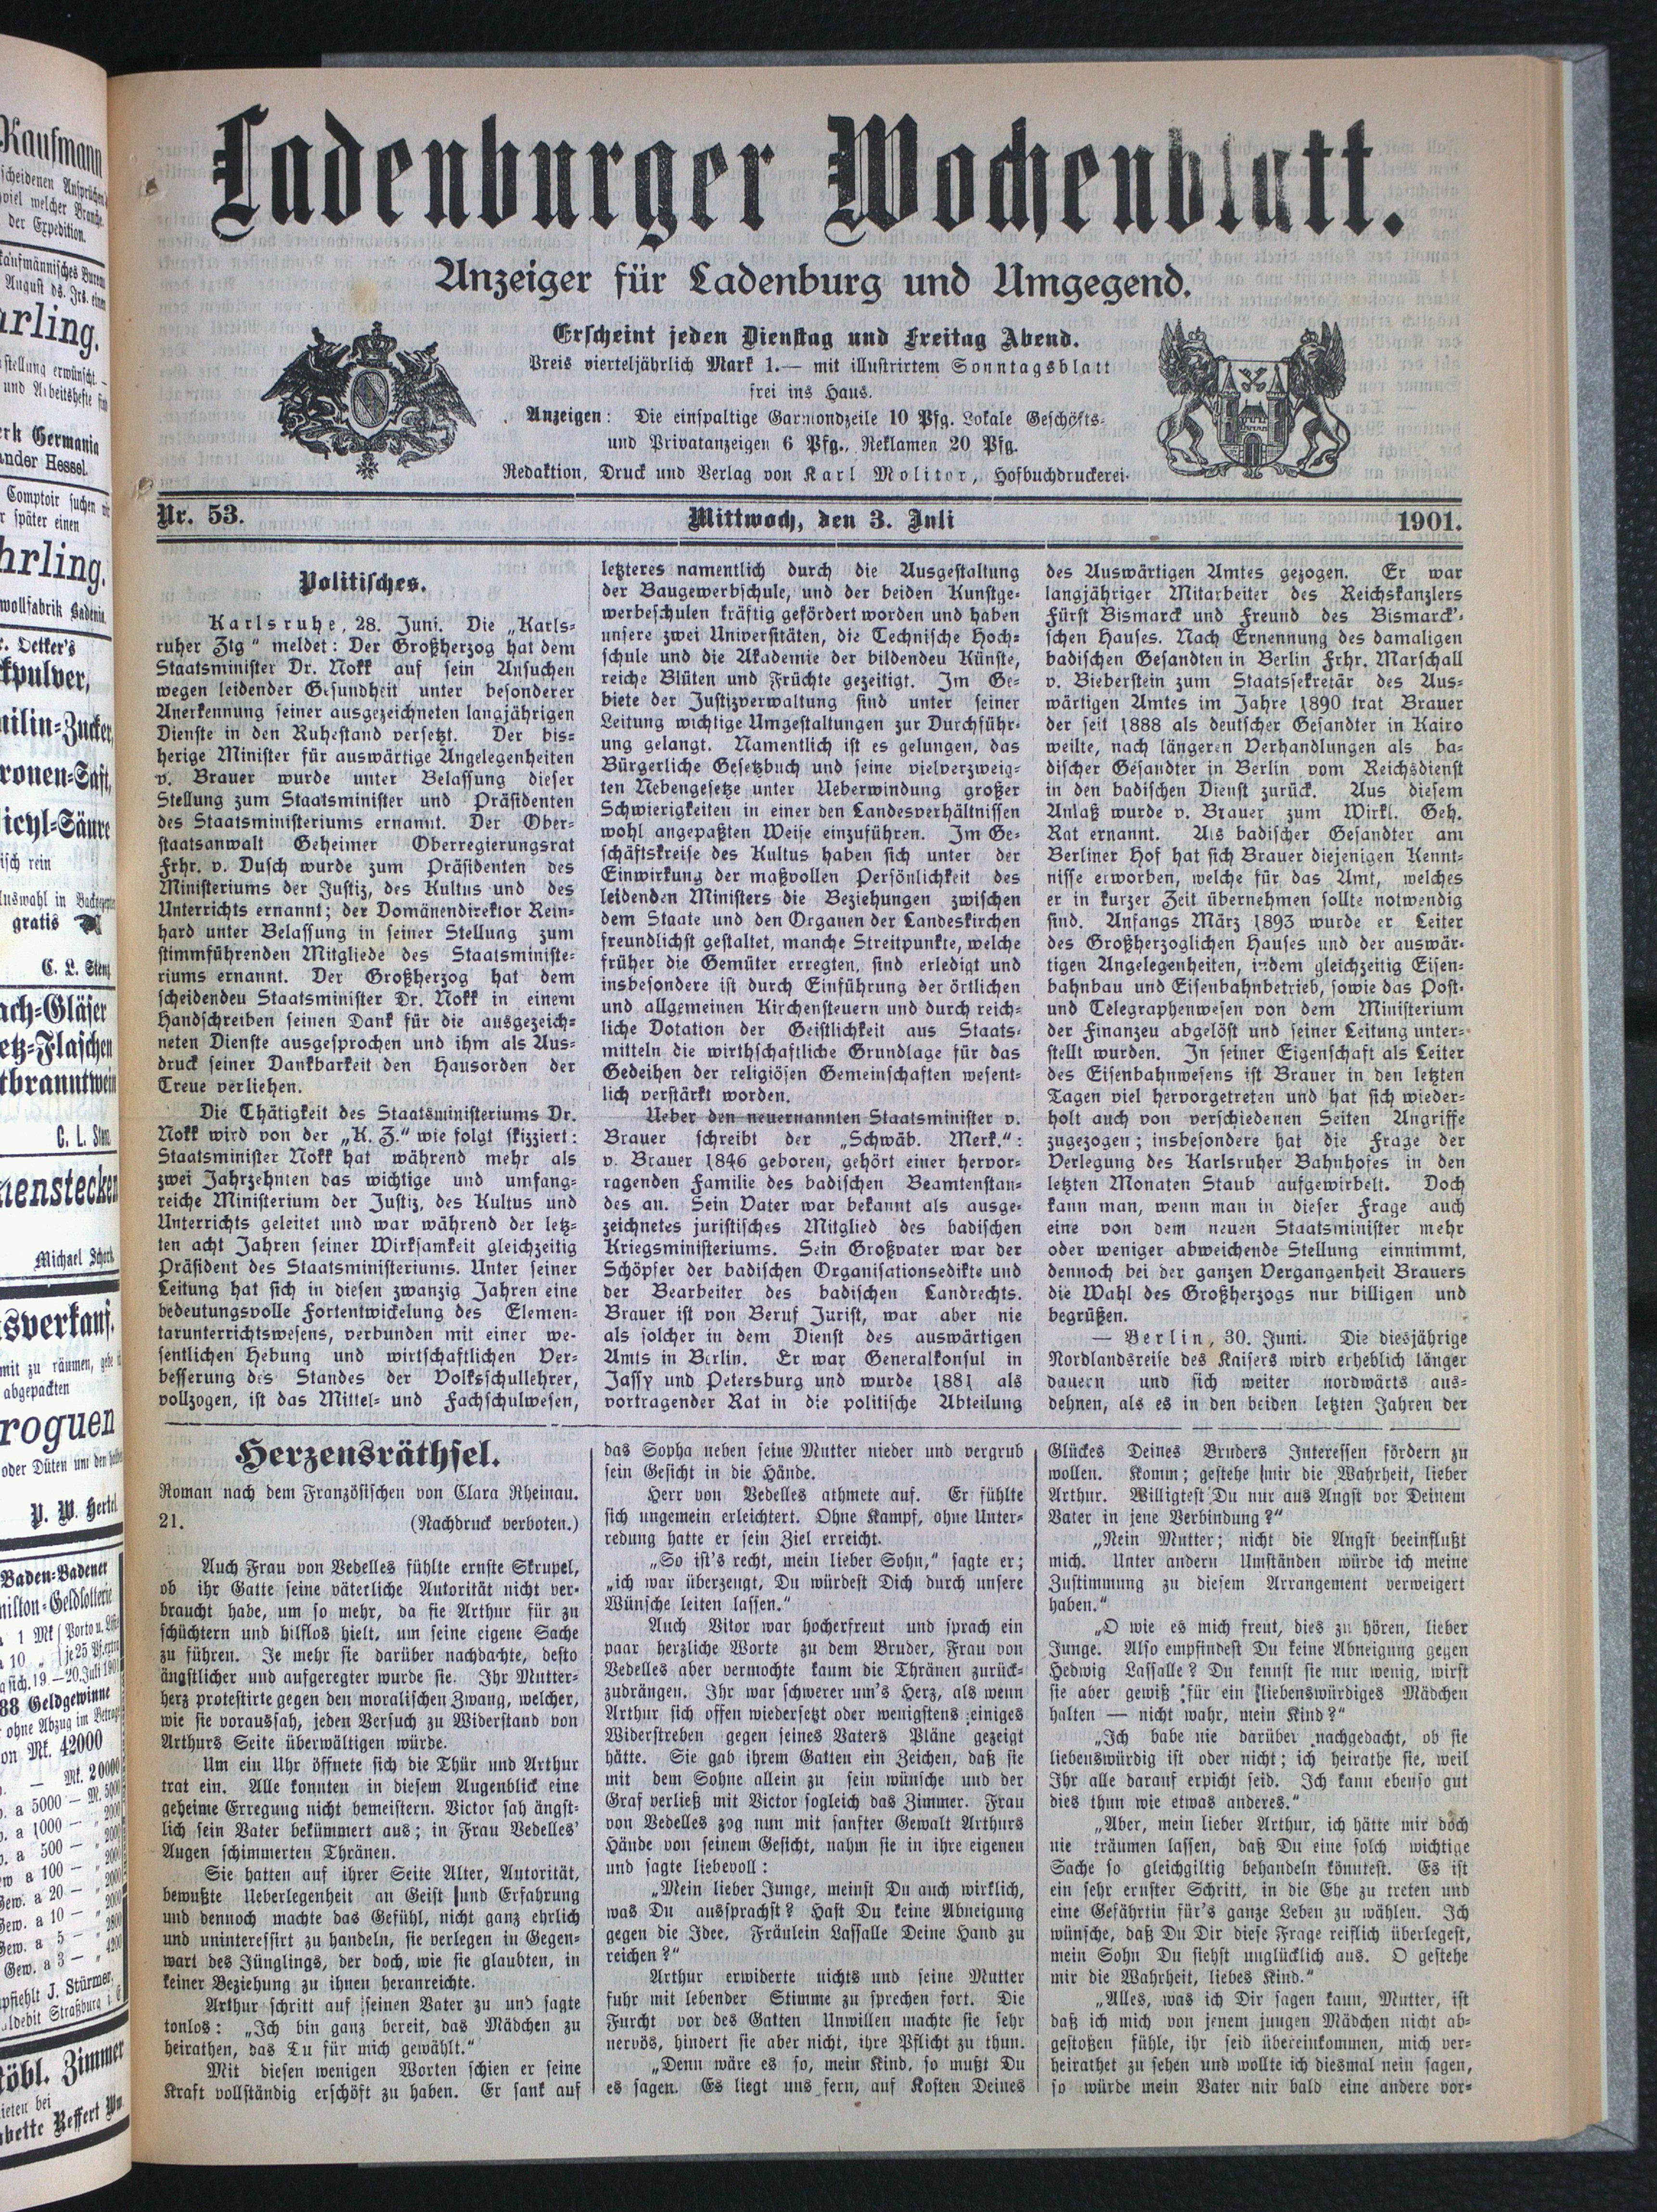 Ladenburger Wochenblatt.
Anzeiger für Ladenburg und Umgegend.
Erscheint jeden Dienstag und Freitag Abend.
Preis vierteljährlich Mark 1.— mit illustrirtem Sonntagsblatt
frei ins Haus.
Anzeigen: Die einspaltige Garmondzeile 10 Pfg. Lokale Geschäfts-
und Privatanzeigen 6 Pfg., Reklamen 20 Pfg.
Redaktion, Druck und Verlag von Karl Molitor, Hofbuchdruckerei.
Nr. 53.
Mittwoch, den 3. Juli
1901.
Politisches.
Karlsruhe, 28. Juni. Die „Karls-
ruher Ztg“ meldet: Der Großherzog hat dem
Staatsminister Dr. Nokk auf sein Ansuchen
wegen leidender Gesundheit unter besonderer
Anerkennung seiner ausgezeichneten langjährigen
Dienste in den Ruhestand versetzt. Der bis-
herige Minister für auswärtige Angelegenheiten
v. Brauer wurde unter Belassung dieser
Stellung zum Staatsminister und Präsidenten
des Staatsministeriums ernannt. Der Ober-
staatsanwalt Geheimer Oberregierungsrat
Frhr. v. Dusch wurde zum Präsidenten des
Ministeriums der Justiz, des Kultus und des
Unterrichts ernannt; der Domänendirektor Rein-
hard unter Belassung in seiner Stellung zum
stimmführenden Mitgliede des Staatsministe-
riums ernannt. Der Großherzog hat dem
scheidendeu Staatsminister Dr. Nokk in einem
Handschreiben seinen Dank für die ausgezeich-
neten Dienste ausgesprochen und ihm als Aus-
druck seiner Dankbarkeit den Hausorden der
Treue verliehen.
Die Thätigkeit des Staatsministeriums Dr.
Nokk wird von der „K. Z.“ wie folgt skizziert:
Staatsminister Nokk hat während mehr als
zwei Jahrzehnten das wichtige und umfang-
reiche Ministerium der Justiz, des Kultus und
Unterrichts geleitet und war während der letz-
ten acht Jahren seiner Wirksamkeit gleichzeitig
Präsident des Staatsministeriums. Unter seiner
Leitung hat sich in diesen zwanzig Jahren eine
bedeutungsvolle Fortentwickelung des Elemen-
tarunterrichtswesens, verbunden mit einer we-
sentlichen Hebung und wirtschaftlichen Ver-
besserung des Standes der Volksschullehrer,
vollzogen, ist das Mittel- und Fachschulwesen,
letzteres namentlich durch die Ausgestaltung
der Baugewerbschule, und der beiden Kunstge-
werbeschulen kräftig gefördert worden und haben
unsere zwei Universitäten, die Technische Hoch-
schule und die Akademie der bildendeu Künste,
reiche Blüten und Früchte gezeitigt. Im Ge-
biete der Justizverwaltung sind unter seiner
Leitung wichtige Umgestaltungen zur Durchführ-
ung gelangt. Namentlich ist es gelungen, das
Bürgerliche Gesetzbuch und seine vielverzweig-
ten Nebengesetze unter Ueberwindung großer
Schwierigkeiten in einer den Landesverhältnissen
wohl angepaßten Weise einzuführen. Im Ge-
schäftskreise des Kultus haben sich unter der
Einwirkung der maßvollen Persönlichkeit des
leidenden Ministers die Beziehungen zwischen
dem Staate und den Organen der Landeskirchen
freundlichst gestaltet, manche Streitpunkte, welche
früher die Gemüter erregten, sind erledigt und
insbesondere ist durch Einführung der örtlichen
und allgemeinen Kirchensteuern und durch reich-
liche Dotation der Geistlichkeit aus Staats-
mitteln die wirthschaftliche Grundlage für das
Gedeihen der religiösen Gemeinschaften wesent-
lich verstärkt worden.
Ueber den neuernannten Staatsminister v.
Brauer schreibt der „Schwäb. Merk.“:
v. Brauer 1846 geboren, gehört einer hervor-
ragenden Familie des badischen Beamtenstan-
des an. Sein Vater war bekannt als ausge-
zeichnetes juristisches Mitglied des badischen
Kriegsministeriums. Sein Großvater war der
Schöpfer der badischen Organisationsedikte und
der Bearbeiter des badischen Landrechts.
Brauer ist von Beruf Jurist, war aber nie
als solcher in dem Dienst des auswärtigen
Amts in Berlin. Er war Generalkonsul in
Jassy und Petersburg und wurde 1881 als
vortragender Rat in die politische Abteilung
des Auswärtigen Amtes gezogen. Er war
langjähriger Mitarbeiter des Reichskanzlers
Fürst Bismarck und Freund des Bismarck'-
schen Hauses. Nach Ernennung des damaligen
badischen Gesandten in Berlin Frhr. Marschall
v. Bieberstein zum Staatssekretär des Aus-
wärtigen Amtes im Jahre 1890 trat Brauer
der seit 1888 als deutscher Gesandter in Kairo
weilte, nach längeren Verhandlungen als ba-
discher Gesandter in Berlin vom Reichsdienst
in den badischen Dienst zurück. Aus diesem
Anlaß wurde v. Brauer zum Wirkl. Geh.
Rat ernannt. Als badischer Gesandter am
Berliner Hof hat sich Brauer diejenigen Kennt-
nisse erworben, welche für das Amt, welches
er in kurzer Zeit übernehmen sollte notwendig
sind. Anfangs März 1893 wurde er Leiter
des Großherzoglichen Hauses und der auswär-
tigen Angelegenheiten, indem gleichzeitig Eisen-
bahnbau und Eisenbahnbetrieb, sowie das Post-
und Telegraphenwesen von dem Ministerium
der Finanzeu abgelöst und seiner Leitung unter-
stellt wurden. In seiner Eigenschaft als Leiter
des Eisenbahnwesens ist Brauer in den letzten
Tagen viel hervorgetreten und hat sich wieder-
holt auch von verschiedenen Seiten Angriffe
zugezogen; insbesondere hat die Frage der
Verlegung des Karlsruher Bahnhofes in den
letzten Monaten Staub aufgewirbelt. Doch
kann man, wenn man in dieser Frage auch
eine von dem neuen Staatsminister mehr
oder weniger abweichende Stellung einnimmt,
dennoch bei der ganzen Vergangenheit Brauers
die Wahl des Großherzogs nur billigen und
begrüßen.
— Berlin, 30. Juni. Die diesjährige
Nordlandsreise des Kaisers wird erheblich länger
dauern und sich weiter nordwärts aus-
dehnen, als es in den beiden letzten Jahren der
Herzensräthsel.
Roman nach dem Französischen von Clara Rheinau.
21. (Nachdruck verboten.)
Auch Frau von Vedelles fühlte ernste Skrupel,
ob ihr Gatte seine väterliche Autorität nicht ver-
braucht habe, um so mehr, da sie Arthur für zu
schüchtern und hilflos hielt, um seine eigene Sache
zu führen. Je mehr sie darüber nachdachte, desto
ängstlicher und aufgeregter wurde sie. Ihr Mutter-
herz protestirte gegen den moralischen Zwang, welcher,
wie sie voraussah, jeden Versuch zu Widerstand von
Arthurs Seite überwältigen würde.
Um ein Uhr öffnete sich die Thür und Arthur
trat ein. Alle konnten in diesem Augenblick eine
geheime Erregung nicht bemeistern. Victor sah ängst-
lich sein Vater bekümmert aus; in Frau Vedelles'
Augen schimmerten Thränen.
Sie hatten auf ihrer Seite Alter, Autorität,
bewußte Ueberlegenheit an Geist und Erfahrung
und dennoch machte das Gefühl, nicht ganz ehrlich
und uninteressirt zu handeln, sie verlegen in Gegen-
wart des Jünglings, der doch, wie sie glaubten, in
keiner Beziehung zu ihnen heranreichte.
Arthur schritt auf seinen Vater zu und sagte
tonlos: „Ich bin ganz bereit, das Mädchen zu
heirathen, das Tu für mich gewählt.“
Mit diesen wenigen Worten schien er seine
Kraft vollständig erschöft zu haben. Er sank auf
das Sopha neben seine Mutter nieder und vergrub
sein Gesicht in die Hände.
Herr von Vedelles athmete auf. Er fühlte
sich ungemein erleichtert. Ohne Kampf, ohne Unter-
redung hatte er sein Ziel erreicht.
„So ist's recht, mein lieber Sohn,“ sagte er;
„ich war überzeugt, Du würdest Dich durch unsere
Wünsche leiten lassen.“
Auch Vitor war hocherfreut und sprach ein
paar herzliche Worte zu dem Bruder, Frau von
Vedelles aber vermochte kaum die Thränen zurück-
zudrängen. Ihr war schwerer um's Herz, als wenn
Arthur sich offen wiedersetzt oder wenigstens einiges
Widerstreben gegen seines Vaters Pläne gezeigt
hätte. Sie gab ihrem Gatten ein Zeichen, daß sie
mit dem Sohne allein zu sein wünsche und der
Graf verließ mit Victor sogleich das Zimmer. Frau
von Vedelles zog nun mit sanfter Gewalt Arthurs
Hände von seinem Gesicht, nahm sie in ihre eigenen
und sagte liebevoll:
„Mein lieber Junge, meinst Du auch wirklich,
was Du aussprachst? Hast Du keine Abneigung
gegen die Idee, Fräulein Lassalle Deine Hand zu
reichen?“
Arthur erwiderte nichts und seine Mutter
fuhr mit lebender Stimme zu sprechen fort. Die
Furcht vor des Gatten Unwillen machte sie sehr
nervös, hindert sie aber nicht, ihre Pflicht zu thun.
„Denn wäre es so, mein Kind, so mußt Du
es sagen. Es liegt uns fern, auf Kosten Deines
Glückes Deines Bruders Interessen fördern zu
wollen. Komm; gestehe mir die Wahrheit, lieber
Arthur. Willigtest Du nur aus Angst vor Deinem
Vater in jene Verbindung?“
„Nein Mutter; nicht die Angst beeinflußt
mich. Unter andern Umständen würde ich meine
Zustimmung zu diesem Arrangement verweigert
haben.“
„O wie es mich freut, dies zu hören, lieber
Junge. Also empfindest Du keine Abneigung gegen
Hedwig Lassalle? Du kennst sie nur wenig, wirst
sie aber gewiß für ein liebenswürdiges Mädchen
halten — nicht wahr, mein Kind?“
„Ich habe nie darüber nachgedacht, ob sie
liebenswürdig ist oder nicht; ich heirathe sie, weil
Ihr alle darauf erpicht seid. Ich kann ebenso gut
dies thun wie etwas anderes.“
„Aber, mein lieber Arthur, ich hätte mir doch
nie träumen lassen, daß Du eine solch wichtige
Sache so gleichgiltig behandeln könntest. Es ist
ein sehr ernster Schritt, in die Ehe zu treten und
eine Gefährtin für's ganze Leben zu wählen. Ich
wünsche, daß Du Dir diese Frage reiflich überlegest,
mein Sohn Du siehst unglücklich aus. O gestehe
mir die Wahrheit, liebes Kind.“
„Alles, was ich Dir sagen kann, Mutter, ist
daß ich mich von jenem jungen Mädchen nicht ab-
gestoßen fühle, ihr seid übereinkommen, mich ver-
heirathet zu sehen und wollte ich diesmal nein sagen,
so würde mein Vater mir bald eine andere vor-